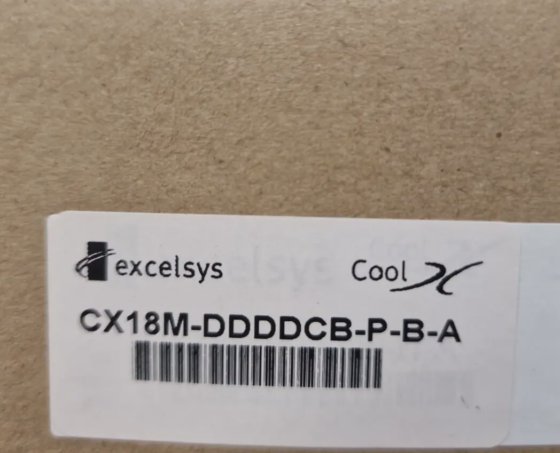 excelsys Cool X
CX18M-DDDDCB-P-B-A